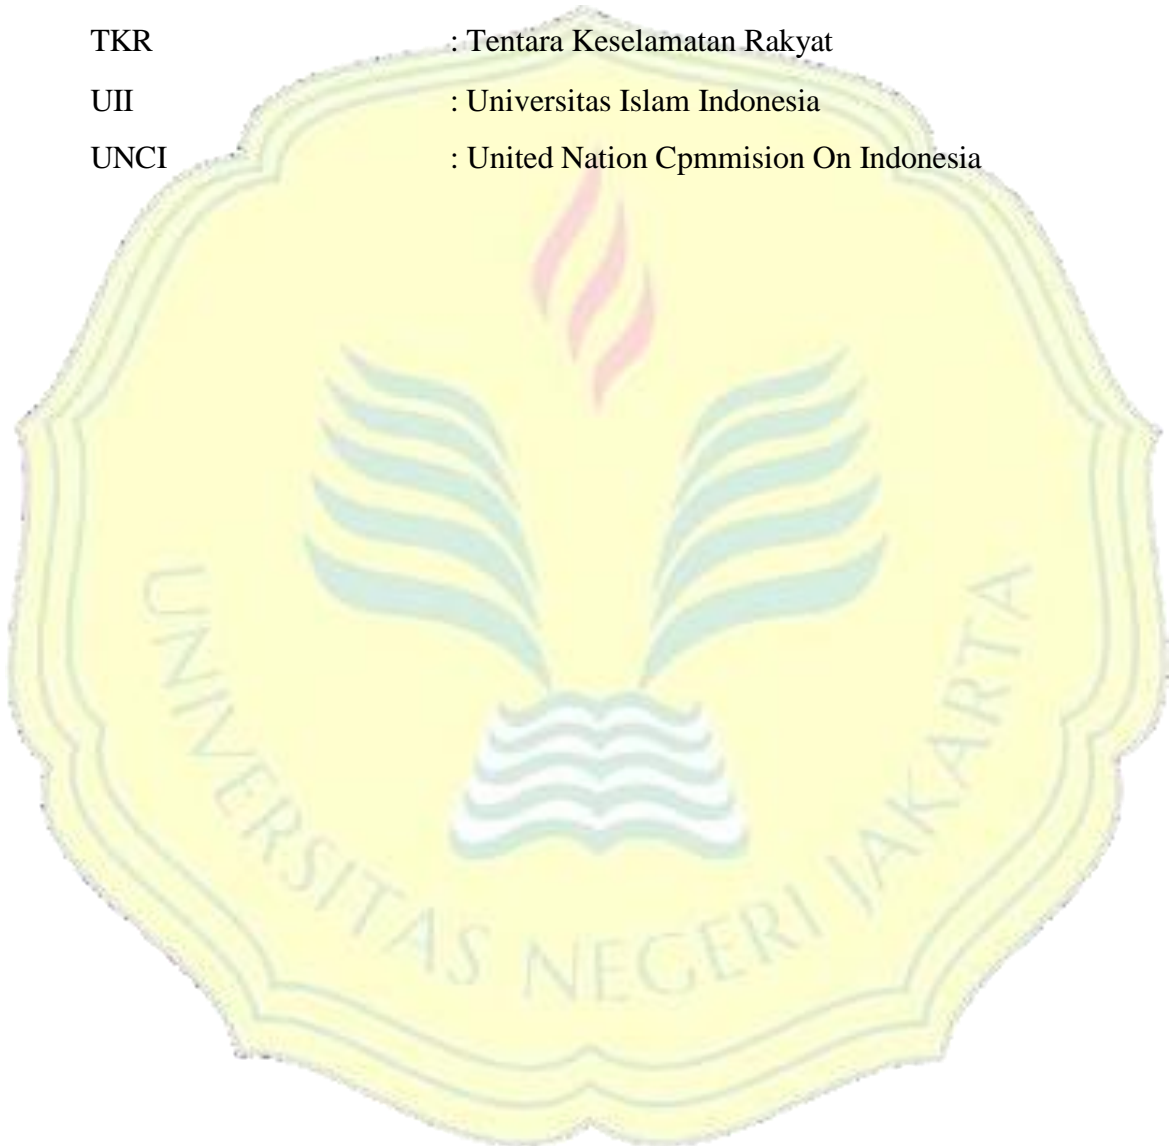 TKR : Tentara Keselamatan Rakyat
UII : Universitas Islam Indonesia
UNCI : United Nation Cpmmision On Indonesia
UNIVERSITAS NEGERI JAKARTA